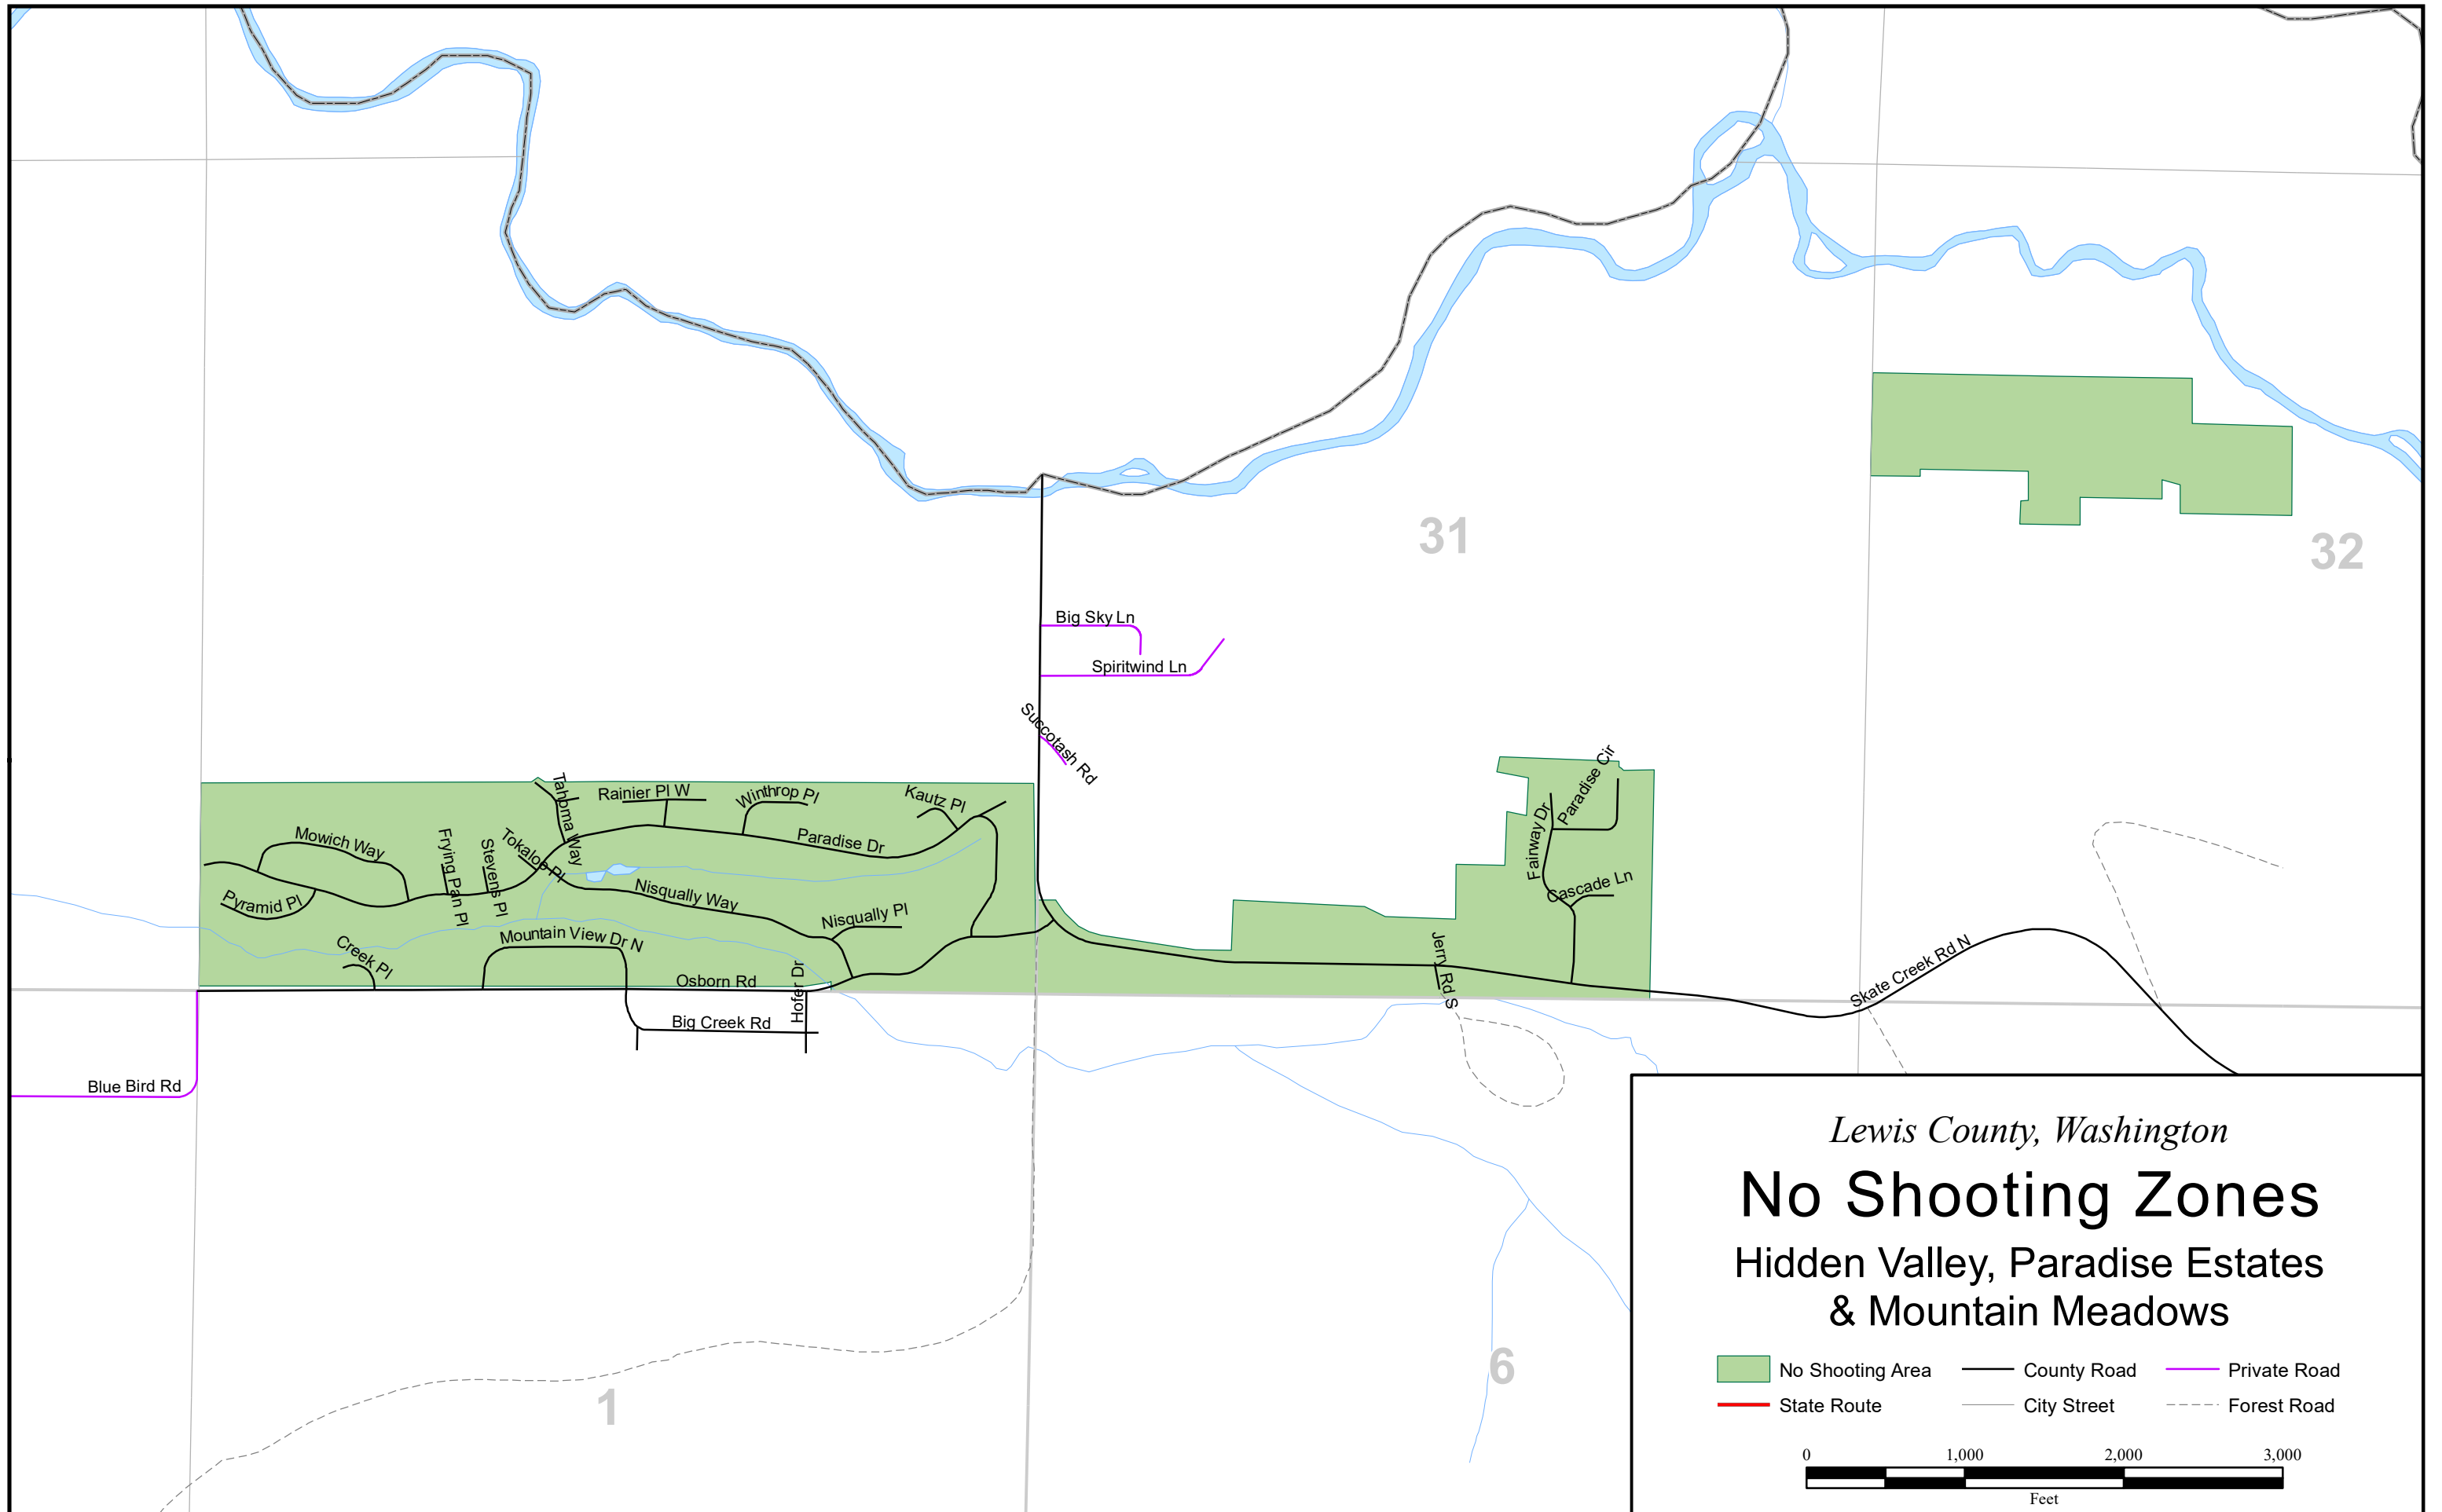 31
32
Big Sky Ln
Spiritwind Ln
Succotash Rd
Tahoma Way
Rainier Pl W
Winthrop Pl
Kautz Pl
Paradise Cir
Mowich Way
Frying Pan Pl
Stevens Pl
Tokaloo Pl
Paradise Dr
Fairway Dr
Pyramid Pl
Nisqually Way
Nisqually Pl
Cascade Ln
Creek Pl
Mountain View Dr N
Osborn Rd
Hofer Dr
Jerry Rd S
Skate Creek Rd N
Big Creek Rd
Blue Bird Rd
1
6
Lewis County, Washington
No Shooting Zones
Hidden Valley, Paradise Estates
& Mountain Meadows
No Shooting Area County Road Private Road
State Route City Street Forest Road
0 1,000 2,000 3,000
Feet